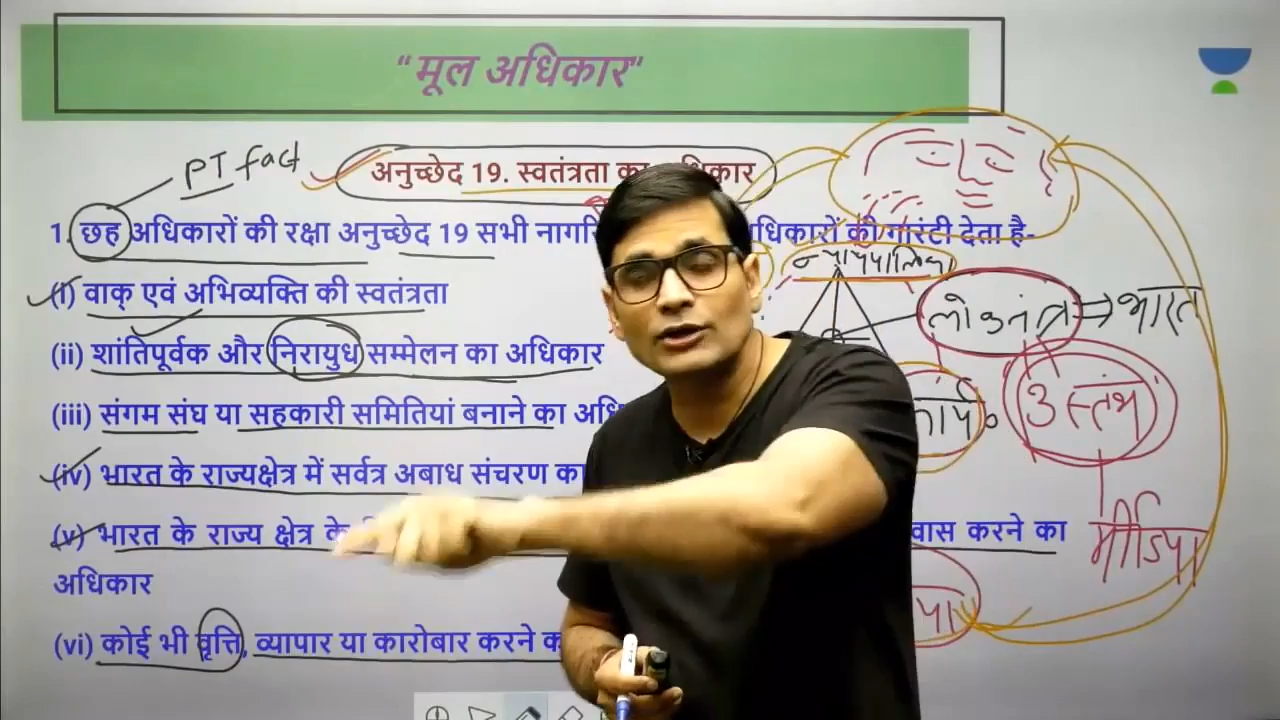 “मूल अधिकार”
PT fact
अनुच्छेद 19. स्वतंत्रता का अधिकार
1. छह अधिकारों की रक्षा अनुच्छेद 19 सभी अधिकारों की गारंटी देता है-
न्यायपालिका
(i) वाक् एवं अभिव्यक्ति की स्वतंत्रता
लोकतंत्र → भारत
(ii) शांतिपूर्वक और निरायुध सम्मेलन का अधिकार
स्तंभ
(iii) संगम संघ या सहकारी समितियां बनाने का
(iv) भारत के राज्यक्षेत्र में सर्वत्र अबाध संचरण का
(v) भारत के राज्य क्षेत्र के करने का
मीडिया
अधिकार
(vi) कोई भी वृत्ति, व्यापार या कारोबार करने